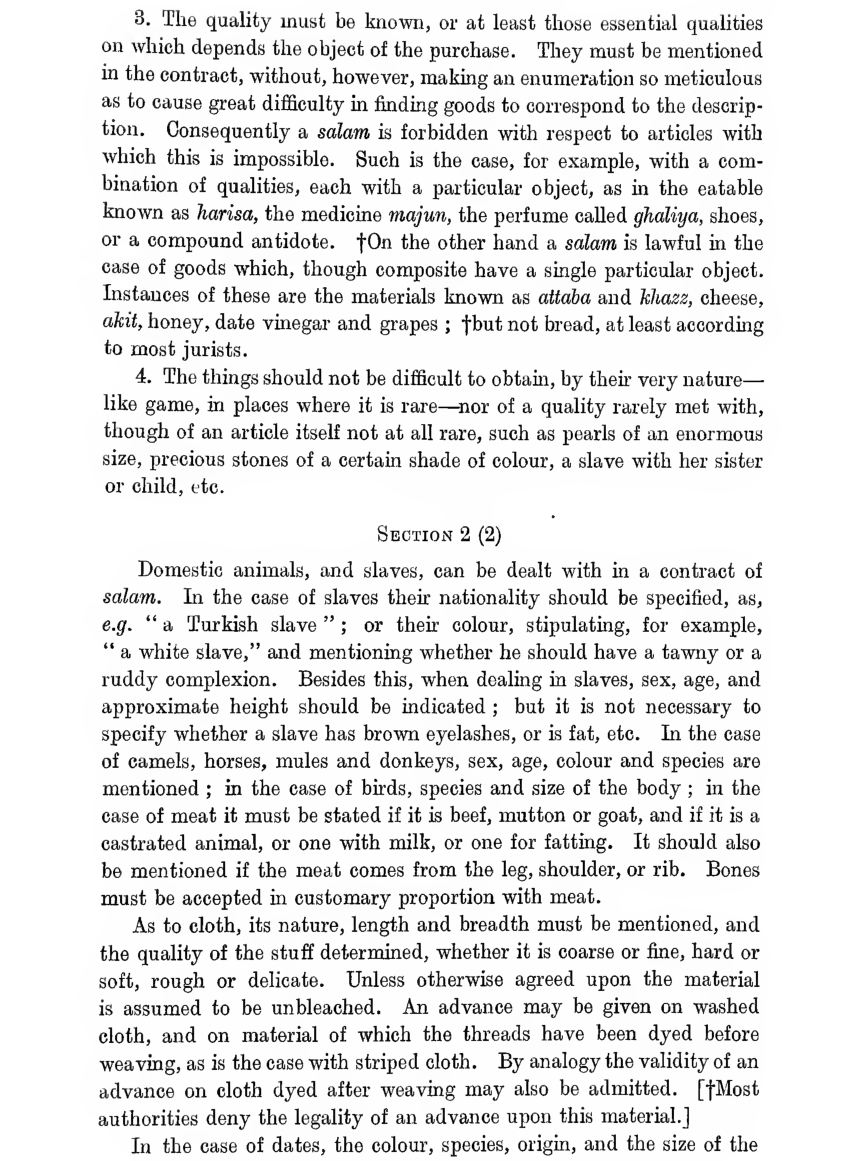 3. The quality must be known, or at least those essential qualities
on which depends the object of the purchase. They must be mentioned
in the contract, without, however, making an enumeration so meticulous
as to cause great difficulty in finding goods to correspond to the descrip-
tion. Consequently a salam is forbidden with respect to articles with
which this is impossible. Such is the case, for example, with a com-
bination of qualities, each with a particular object, as in the eatable
known as harisa, the medicine majun, the perfume called ghaliya, shoes,
or a compound antidote. †On the other hand a salam is lawful in the
case of goods which, though composite have a single particular object.
Instances of these are the materials known as attaba and khazz, cheese,
akit, honey, date vinegar and grapes ; †but not bread, at least according
to most jurists.
4. The things should not be difficult to obtain, by their very nature—
like game, in places where it is rare—nor of a quality rarely met with,
though of an article itself not at all rare, such as pearls of an enormous
size, precious stones of a certain shade of colour, a slave with her sister
or child, etc.
SECTION 2 (2)
Domestic animals, and slaves, can be dealt with in a contract of
salam. In the case of slaves their nationality should be specified, as,
e.g. “ a Turkish slave ” ; or their colour, stipulating, for example,
“ a white slave,” and mentioning whether he should have a tawny or a
ruddy complexion. Besides this, when dealing in slaves, sex, age, and
approximate height should be indicated ; but it is not necessary to
specify whether a slave has brown eyelashes, or is fat, etc. In the case
of camels, horses, mules and donkeys, sex, age, colour and species are
mentioned ; in the case of birds, species and size of the body ; in the
case of meat it must be stated if it is beef, mutton or goat, and if it is a
castrated animal, or one with milk, or one for fatting. It should also
be mentioned if the meat comes from the leg, shoulder, or rib. Bones
must be accepted in customary proportion with meat.
As to cloth, its nature, length and breadth must be mentioned, and
the quality of the stuff determined, whether it is coarse or fine, hard or
soft, rough or delicate. Unless otherwise agreed upon the material
is assumed to be unbleached. An advance may be given on washed
cloth, and on material of which the threads have been dyed before
weaving, as is the case with striped cloth. By analogy the validity of an
advance on cloth dyed after weaving may also be admitted. [†Most
authorities deny the legality of an advance upon this material.]
In the case of dates, the colour, species, origin, and the size of the